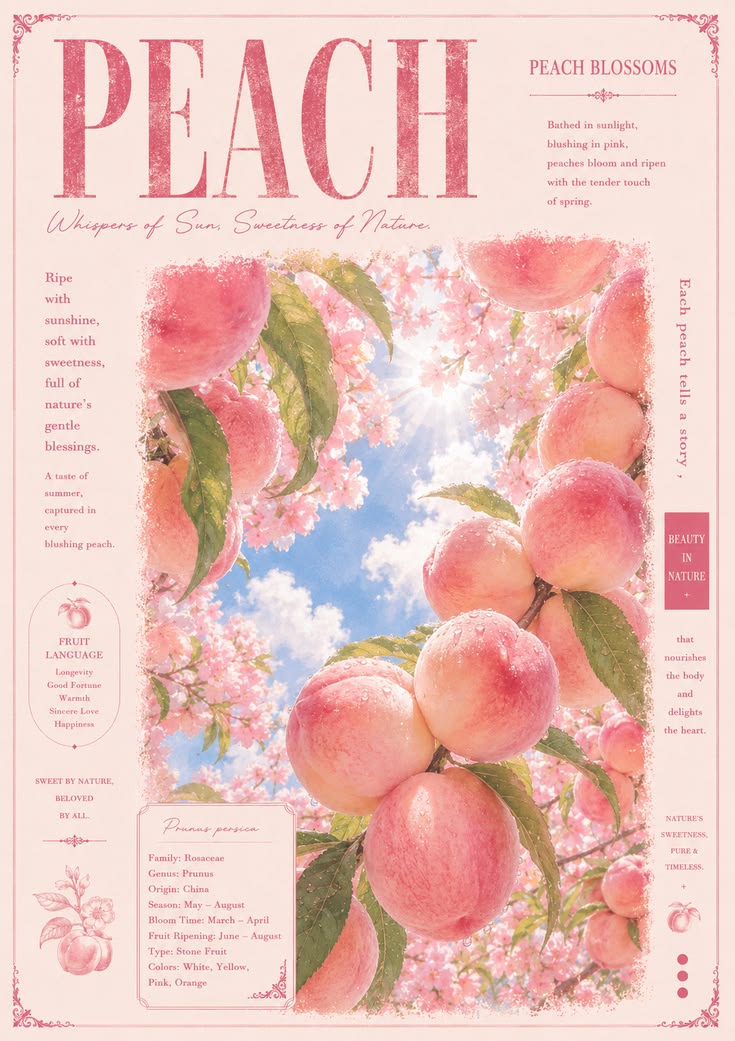 PEACH
Whispers of Sun, Sweetness of Nature.
PEACH BLOSSOMS
Bathed in sunlight,
blushing in pink,
peaches bloom and ripen
with the tender touch
of spring.
Ripe
with
sunshine,
soft with
sweetness,
full of
nature's
gentle
blessings.
A taste of
summer,
captured in
every
blushing peach.
FRUIT
LANGUAGE
Longevity
Good Fortune
Warmth
Sincere Love
Happiness
SWEET BY NATURE,
BELOVED
BY ALL.
Prunus persica
Family: Rosaceae
Genus: Prunus
Origin: China
Season: May – August
Bloom Time: March – April
Fruit Ripening: June – August
Type: Stone Fruit
Colors: White, Yellow,
Pink, Orange
Each peach tells a story,
BEAUTY
IN
NATURE
+
that
nourishes
the body
and
delights
the heart.
NATURE'S
SWEETNESS,
PURE &
TIMELESS.
+